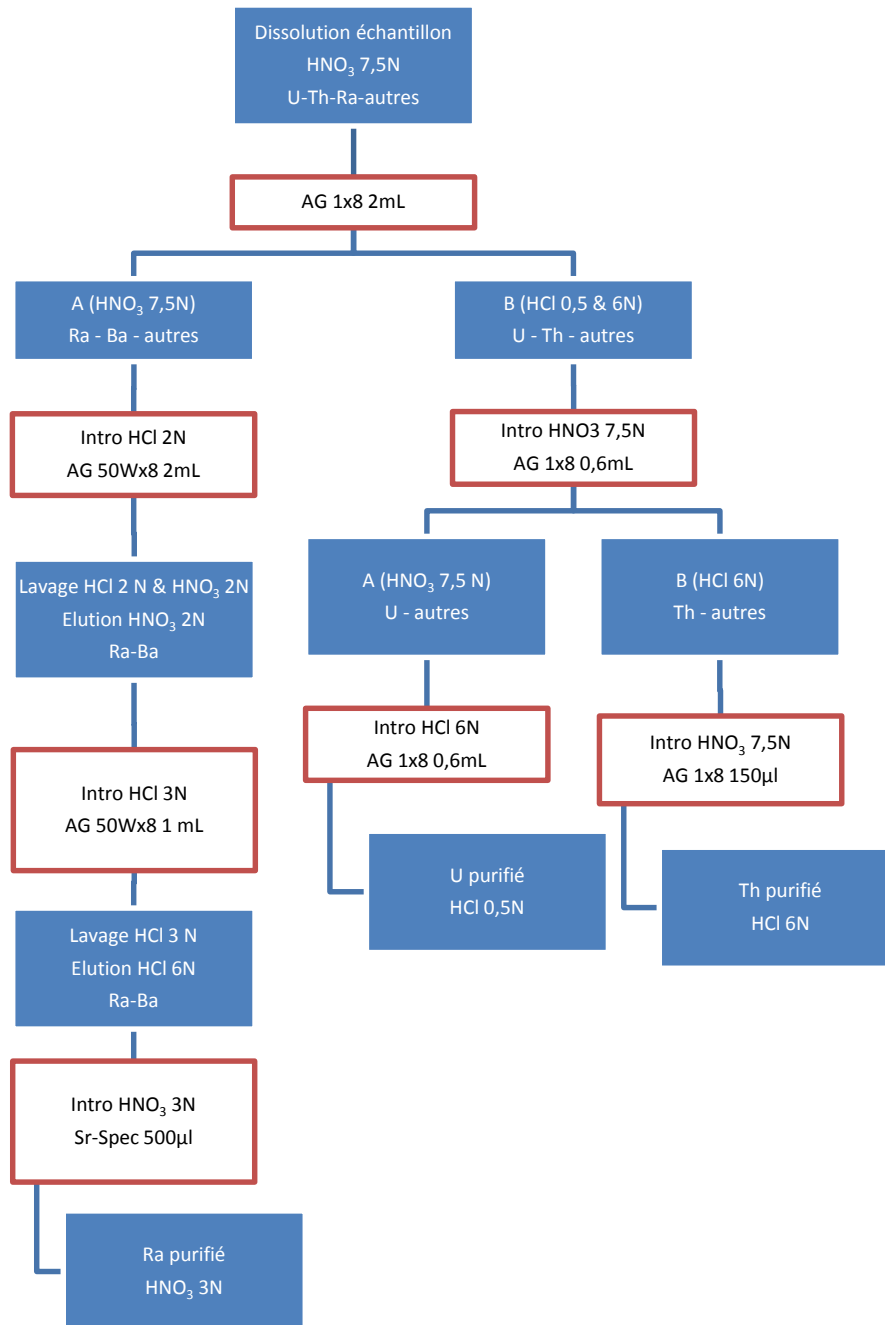 Dissolution échantillon
HNO₃ 7,5N
U-Th-Ra-autres
AG 1x8 2mL
A (HNO₃ 7,5N)
Ra - Ba - autres
B (HCl 0,5 & 6N)
U - Th - autres
Intro HCl 2N
AG 50Wx8 2mL
Intro HNO3 7,5N
AG 1x8 0,6mL
Lavage HCl 2 N & HNO₃ 2N
Elution HNO₃ 2N
Ra-Ba
A (HNO₃ 7,5 N)
U - autres
B (HCl 6N)
Th - autres
Intro HCl 6N
AG 1x8 0,6mL
Intro HNO₃ 7,5N
AG 1x8 150µl
Intro HCl 3N
AG 50Wx8 1 mL
U purifié
HCl 0,5N
Th purifié
HCl 6N
Lavage HCl 3 N
Elution HCl 6N
Ra-Ba
Intro HNO₃ 3N
Sr-Spec 500µl
Ra purifié
HNO₃ 3N